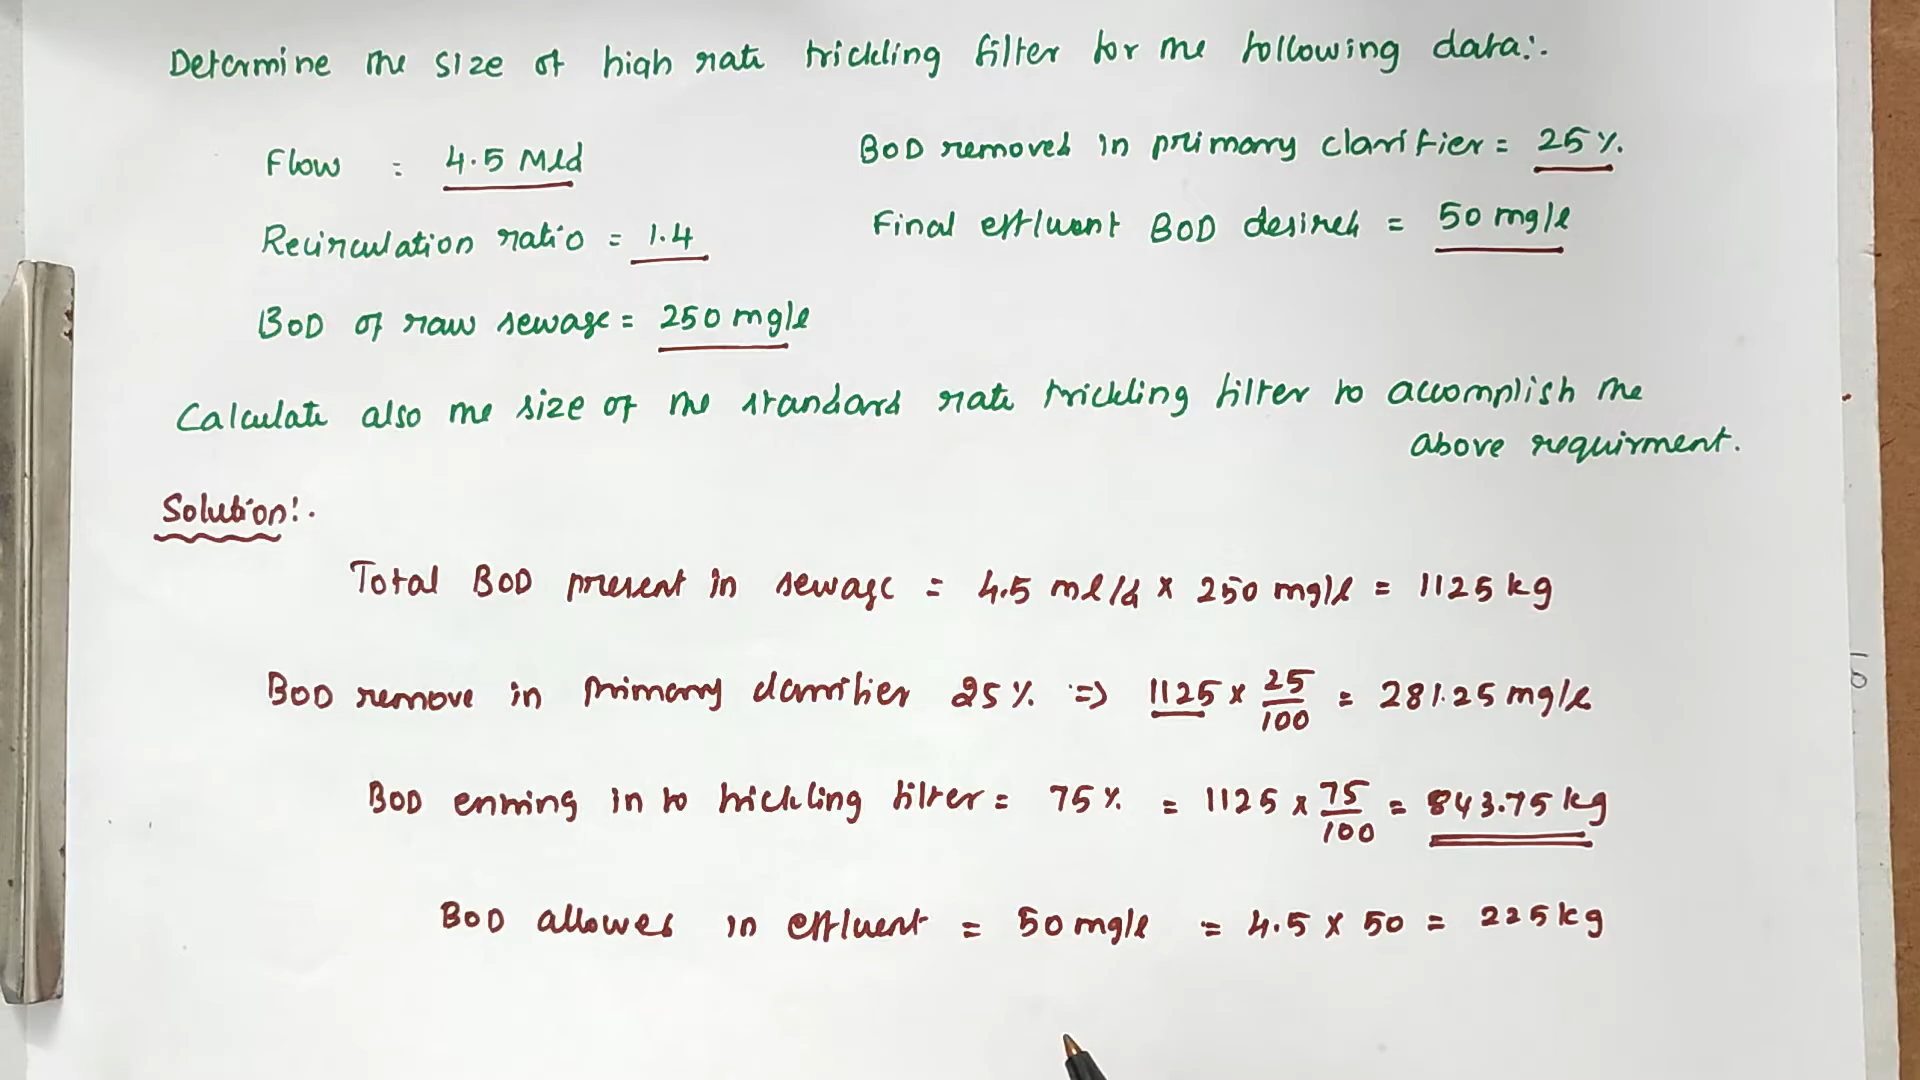 Determine the size of high rate trickling filter for the following data:.
Flow : 4.5 Mld
BOD removed in primary clarifier = 25%.
Recirculation ratio = 1.4
Final effluent BOD desired = 50 mg/l
BOD of raw sewage = 250 mg/l
Calculate also the size of the standard rate trickling filter to accomplish the
above requirment.
Solution:.
Total BOD present in sewage = 4.5 ml/d x 250 mg/l = 1125 kg
BOD remove in primary clarifier 25% => 1125 x 25/100 = 281.25 mg/l
BOD entring in to trickling filter = 75% = 1125 x 75/100 = 843.75 kg
BOD allowed in effluent = 50 mg/l = 4.5 x 50 = 225 kg